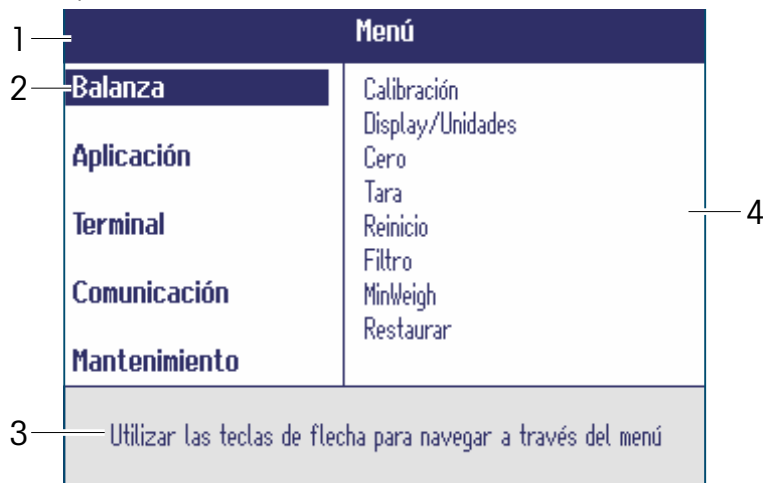 1
Menú
2
Balanza
Aplicación
Terminal
Comunicación
Mantenimiento
Calibración
Display/Unidades
Cero
Tara
Reinicio
Filtro
MinWeigh
Restaurar
4
3
Utilizar las teclas de flecha para navegar a través del menú